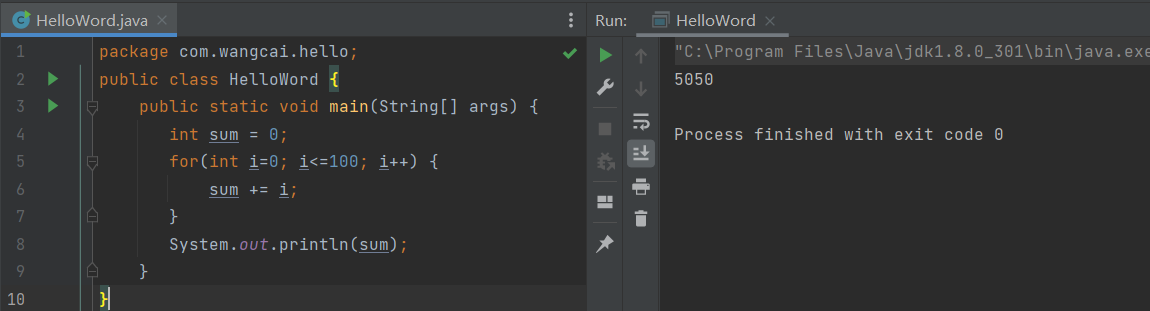 HelloWord.java
Run: HelloWord
1 package com.wangcai.hello;
2 public class HelloWord {
3 public static void main(String[] args) {
4 int sum = 0;
5 for(int i=0; i<=100; i++) {
6 sum += i;
7 }
8 System.out.println(sum);
9 }
10 }
"C:\Program Files\Java\jdk1.8.0_301\bin\java.exe
5050
Process finished with exit code 0